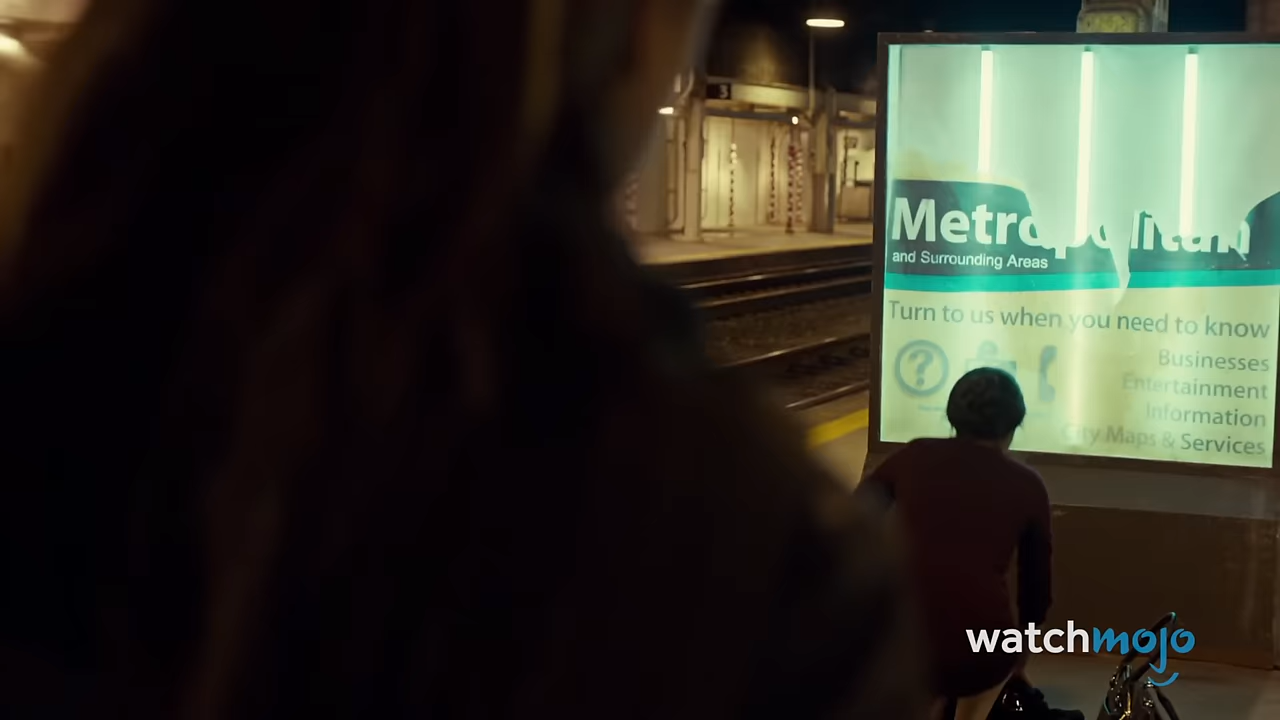 3
Metropolitan
and Surrounding Areas
Turn to us when you need to know
Businesses
Entertainment
Information
City Maps & Services
watchmojo